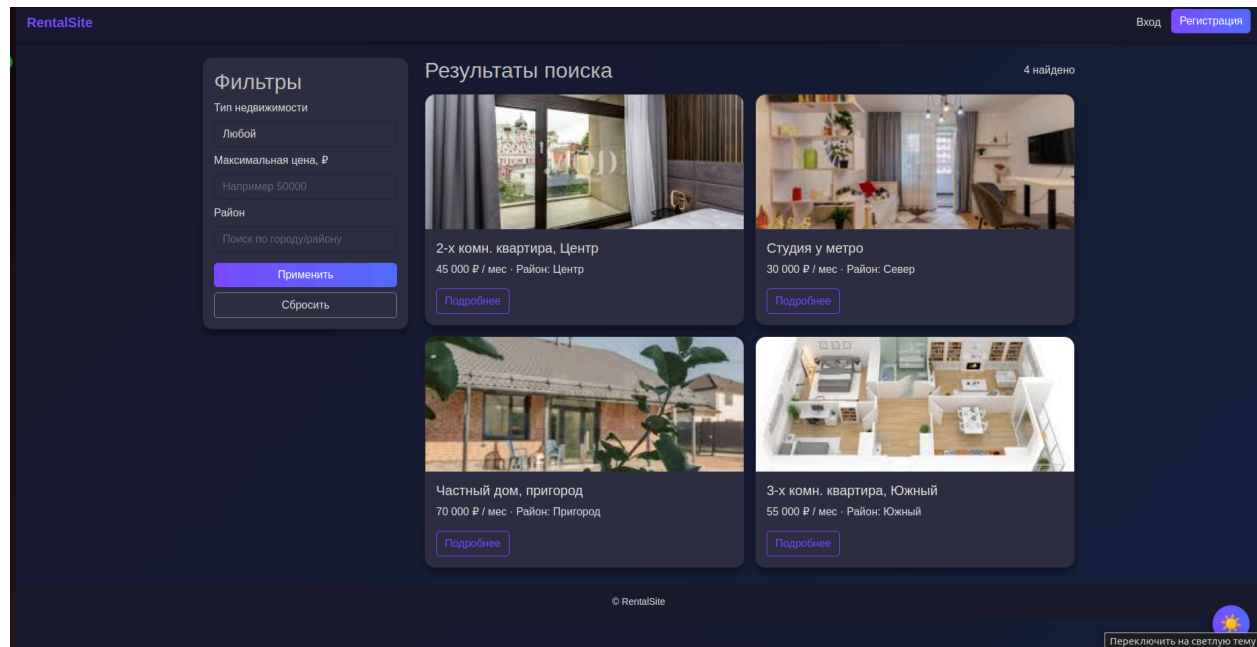 RentalSite
Вход
Регистрация
Фильтры
Тип недвижимости
Любой
Максимальная цена, ₽
Например 50000
Район
Поиск по городу/району
Применить
Сбросить
Результаты поиска
4 найдено
2-х комн. квартира, Центр
45 000 ₽ / мес · Район: Центр
Подробнее
Студия у метро
30 000 ₽ / мес · Район: Север
Подробнее
Частный дом, пригород
70 000 ₽ / мес · Район: Пригород
Подробнее
3-х комн. квартира, Южный
55 000 ₽ / мес · Район: Южный
Подробнее
© RentalSite
Переключить на светлую тему